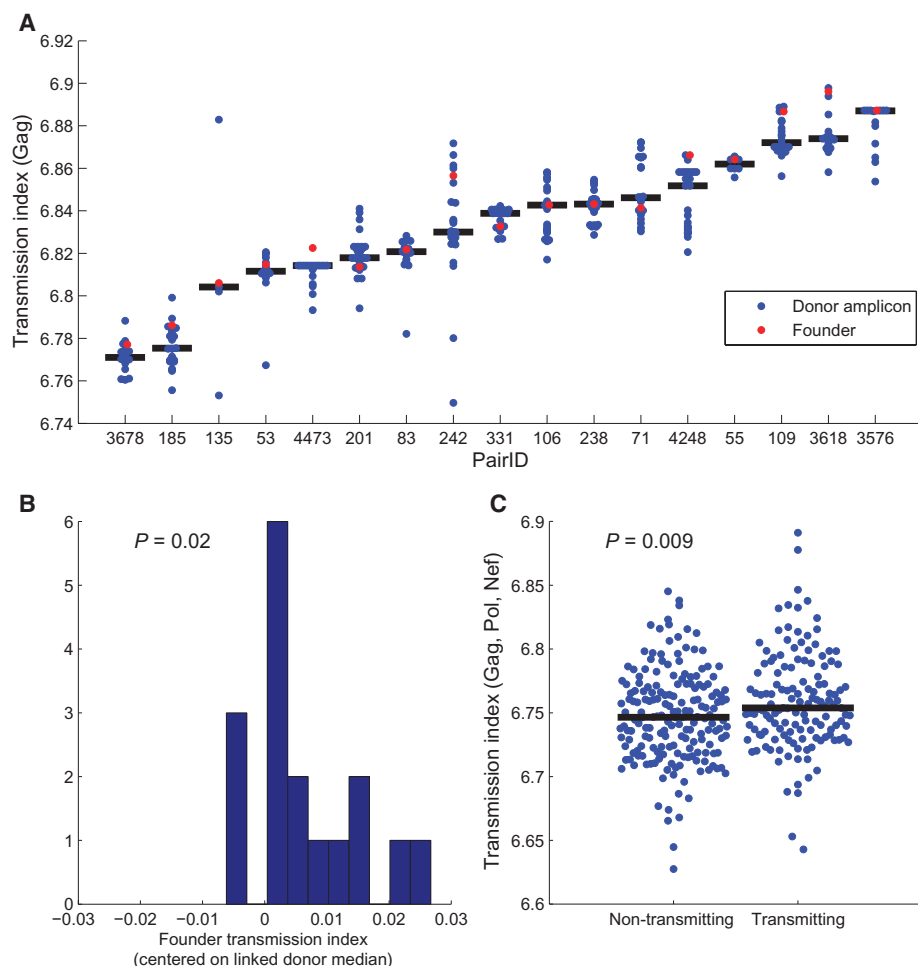 A
Transmission index (Gag)
6.92
6.9
6.88
6.86
6.84
6.82
6.8
6.78
6.76
6.74
Donor amplicon
Founder
3678 185 135 53 4473 201 83 242 331 106 238 71 4248 55 109 3618 3576
PairID
B
P = 0.02
6
5
4
3
2
1
0
−0.03 −0.02 −0.01 0 0.01 0.02 0.03
Founder transmission index
(centered on linked donor median)
C
P = 0.009
Transmission index (Gag, Pol, Nef)
6.9
6.85
6.8
6.75
6.7
6.65
6.6
Non-transmitting Transmitting